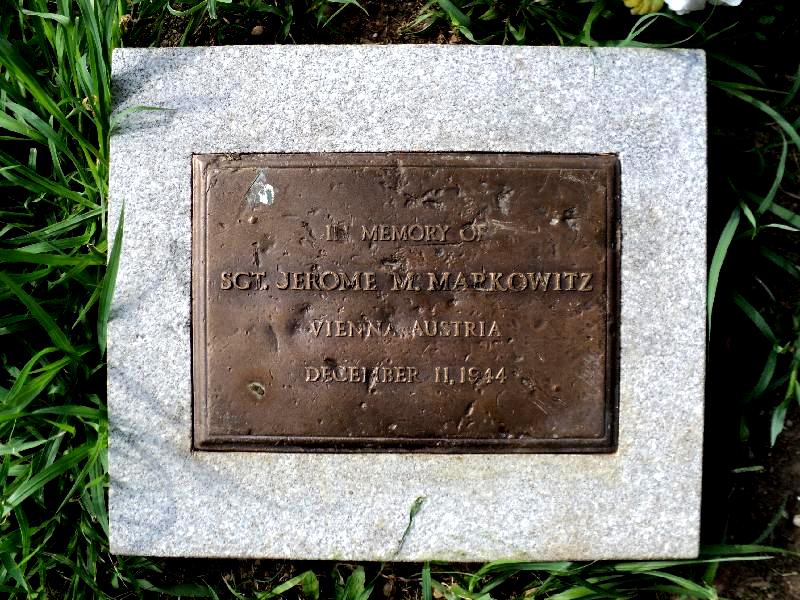 IN MEMORY OF
SGT. JEROME M. MARKOWITZ
VIENNA, AUSTRIA
DECEMBER 11, 1944